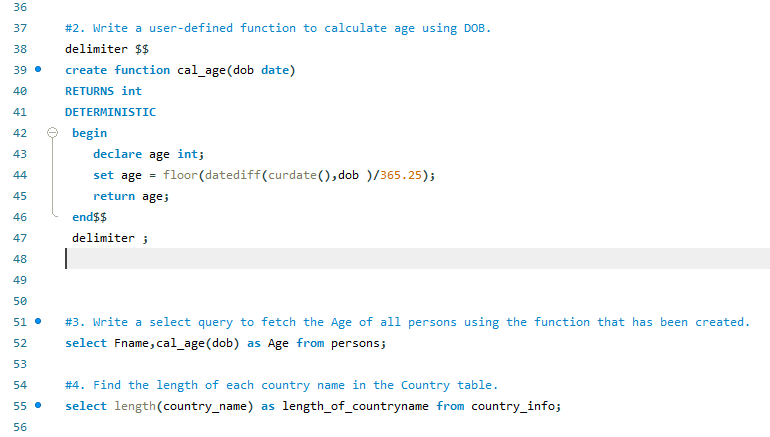 36
37 #2. Write a user-defined function to calculate age using DOB.
38 delimiter $$
39 create function cal_age(dob date)
40 RETURNS int
41 DETERMINISTIC
42 begin
43 declare age int;
44 set age = floor(datediff(curdate(),dob )/365.25);
45 return age;
46 end$$
47 delimiter ;
48
49
50
51 #3. Write a select query to fetch the Age of all persons using the function that has been created.
52 select Fname,cal_age(dob) as Age from persons;
53
54 #4. Find the length of each country name in the Country table.
55 select length(country_name) as length_of_countryname from country_info;
56